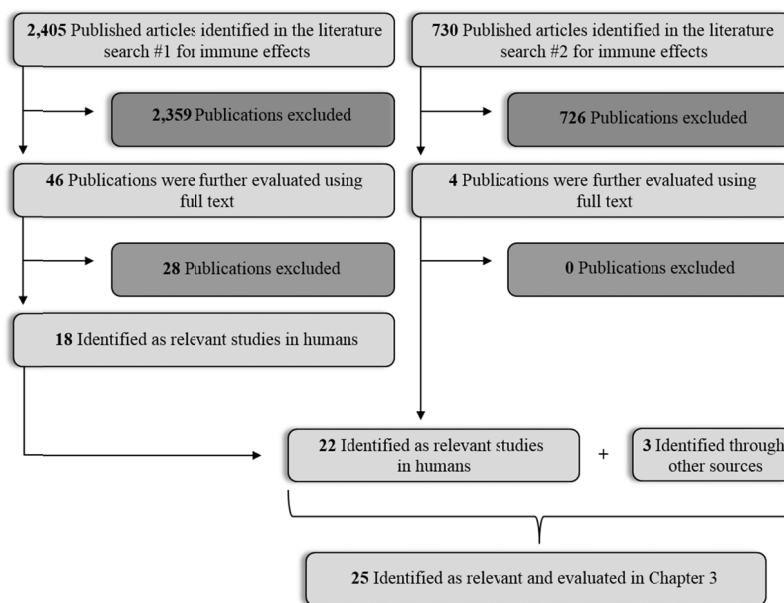 2,405 Published articles identified in the literature
search #1 for immune effects
730 Published articles identified in the literature
search #2 for immune effects
2,359 Publications excluded
726 Publications excluded
46 Publications were further evaluated using
full text
4 Publications were further evaluated using
full text
28 Publications excluded
0 Publications excluded
18 Identified as relevant studies in humans
22 Identified as relevant studies
in humans
+
3 Identified through
other sources
25 Identified as relevant and evaluated in Chapter 3